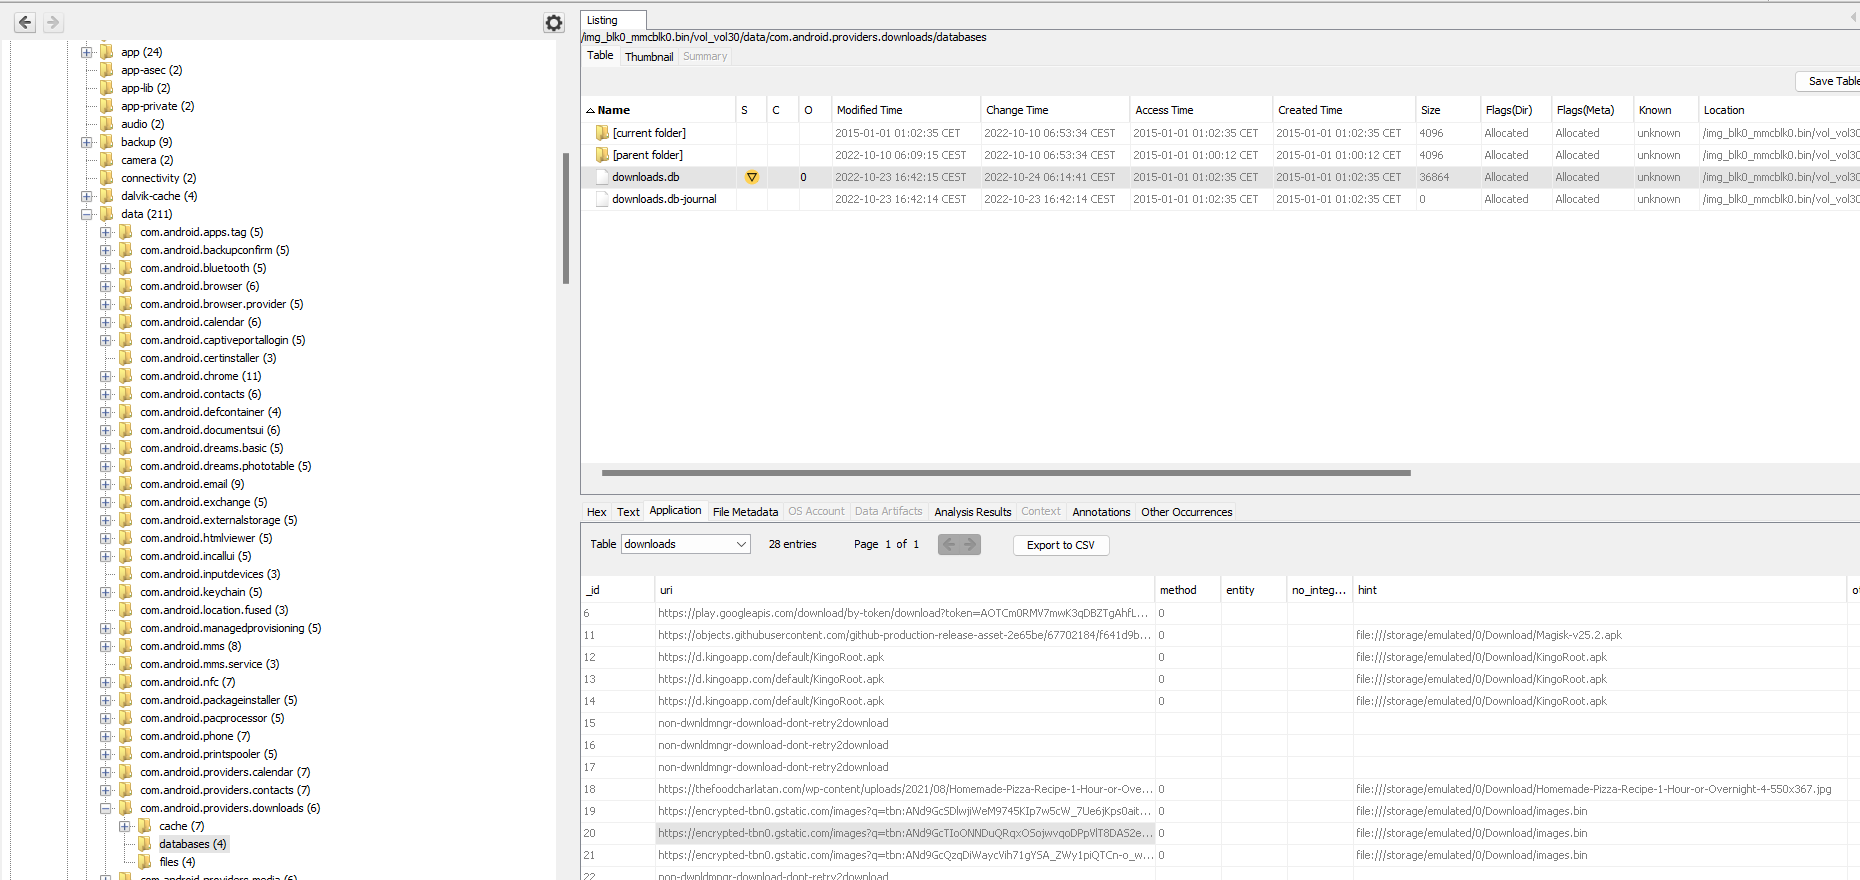 app (24)
app-asec (2)
app-lib (2)
app-private (2)
audio (2)
backup (9)
camera (2)
connectivity (2)
dalvik-cache (4)
data (211)
com.android.apps.tag (5)
com.android.backupconfirm (5)
com.android.bluetooth (5)
com.android.browser (6)
com.android.browser.provider (5)
com.android.calendar (6)
com.android.captiveportallogin (5)
com.android.certinstaller (3)
com.android.chrome (11)
com.android.contacts (6)
com.android.defcontainer (4)
com.android.documentsui (6)
com.android.dreams.basic (5)
com.android.dreams.phototable (5)
com.android.email (9)
com.android.exchange (5)
com.android.externalstorage (5)
com.android.htmlviewer (5)
com.android.incallui (5)
com.android.inputdevices (3)
com.android.keychain (5)
com.android.location.fused (3)
com.android.managedprovisioning (5)
com.android.mms (8)
com.android.mms.service (3)
com.android.nfc (7)
com.android.packageinstaller (5)
com.android.pacprocessor (5)
com.android.phone (7)
com.android.printspooler (5)
com.android.providers.calendar (7)
com.android.providers.contacts (7)
com.android.providers.downloads (6)
cache (7)
databases (4)
files (4)
com.android.providers.media (6)
Listing
/img_blk0_mmcblk0.bin/vol_vol30/data/com.android.providers.downloads/databases
Table Thumbnail Summary
Save Table
Name S C O Modified Time Change Time Access Time Created Time Size Flags(Dir) Flags(Meta) Known Location
[current folder] 2015-01-01 01:02:35 CET 2022-10-10 06:53:34 CEST 2015-01-01 01:02:35 CET 2015-01-01 01:02:35 CET 4096 Allocated Allocated unknown /img_blk0_mmcblk0.bin/vol_vol30
[parent folder] 2022-10-10 06:09:15 CEST 2022-10-10 06:53:34 CEST 2015-01-01 01:00:12 CET 2015-01-01 01:00:12 CET 4096 Allocated Allocated unknown /img_blk0_mmcblk0.bin/vol_vol30
downloads.db 0 2022-10-23 16:42:15 CEST 2022-10-24 06:14:41 CEST 2015-01-01 01:02:35 CET 2015-01-01 01:02:35 CET 36864 Allocated Allocated unknown /img_blk0_mmcblk0.bin/vol_vol30
downloads.db-journal 2022-10-23 16:42:14 CEST 2022-10-23 16:42:14 CEST 2015-01-01 01:02:35 CET 2015-01-01 01:02:35 CET 0 Allocated Allocated unknown /img_blk0_mmcblk0.bin/vol_vol30
Hex Text Application File Metadata OS Account Data Artifacts Analysis Results Context Annotations Other Occurrences
Table downloads 28 entries Page 1 of 1 Export to CSV
_id uri method entity no_integ... hint
6 https://play.googleapis.com/download/by-token/download?token=AOTCm0RMV7mwK3qDBZTgAhfL... 0
11 https://objects.githubusercontent.com/github-production-release-asset-2e65be/67702184/f641d9b... 0 file:///storage/emulated/0/Download/Magisk-v25.2.apk
12 https://d.kingoapp.com/default/KingoRoot.apk 0 file:///storage/emulated/0/Download/KingoRoot.apk
13 https://d.kingoapp.com/default/KingoRoot.apk 0 file:///storage/emulated/0/Download/KingoRoot.apk
14 https://d.kingoapp.com/default/KingoRoot.apk 0 file:///storage/emulated/0/Download/KingoRoot.apk
15 non-dwnldmngr-download-dont-retry2download
16 non-dwnldmngr-download-dont-retry2download
17 non-dwnldmngr-download-dont-retry2download
18 https://thefoodcharlatan.com/wp-content/uploads/2021/08/Homemade-Pizza-Recipe-1-Hour-or-Ove... 0 file:///storage/emulated/0/Download/Homemade-Pizza-Recipe-1-Hour-or-Overnight-4-550x367.jpg
19 https://encrypted-tbn0.gstatic.com/images?q=tbn:ANd9GcSDlwjiWeM9745KIp7w5cW_7Ue6jKps0ait... 0 file:///storage/emulated/0/Download/images.bin
20 https://encrypted-tbn0.gstatic.com/images?q=tbn:ANd9GcTIoONNDuQRqxOSojwvqoDPpVlT8DAS2e... 0 file:///storage/emulated/0/Download/images.bin
21 https://encrypted-tbn0.gstatic.com/images?q=tbn:ANd9GcQzqDiWaycVih71gYSA_ZWy1piQTCn-o_w... 0 file:///storage/emulated/0/Download/images.bin
22 non-dwnldmngr-download-dont-retry2download